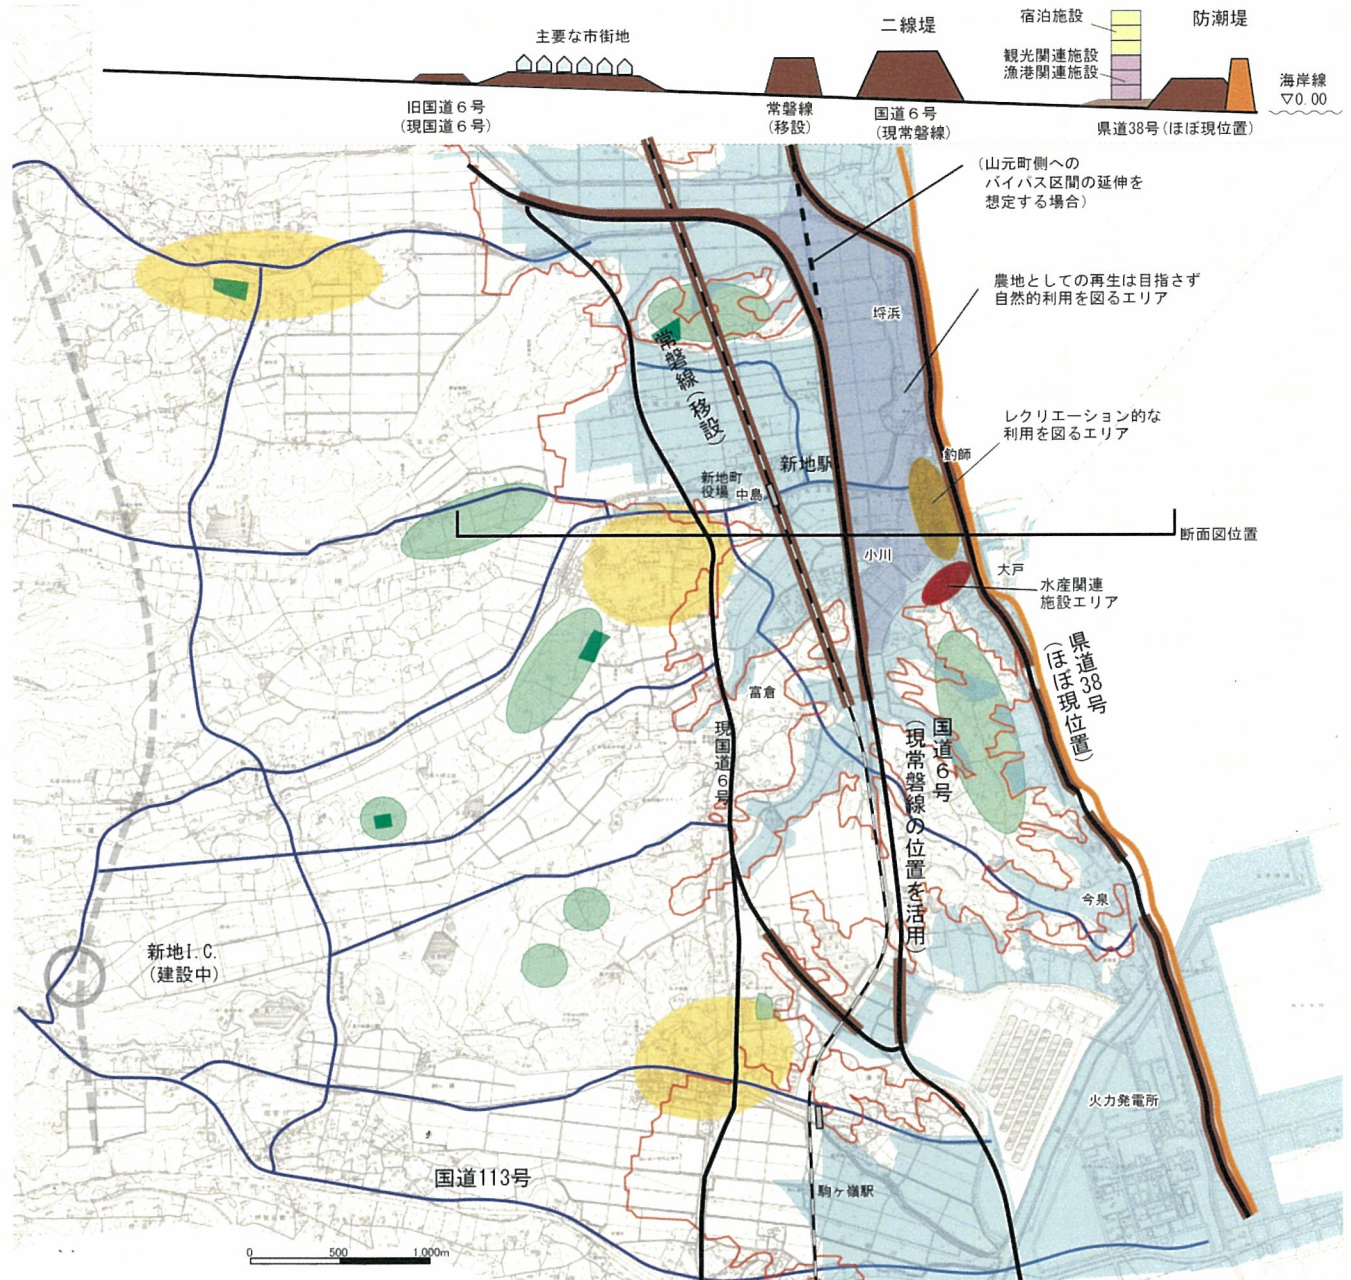 主要な市街地
二線堤
宿泊施設
観光関連施設
漁港関連施設
防潮堤
海岸線
▽0.00
旧国道6号
(現国道6号)
常磐線
(移設)
国道6号
(現常磐線)
県道38号(ほぼ現位置)
(山元町側への
バイパス区間の延伸を
想定する場合)
農地としての再生は目指さず
自然的利用を図るエリア
埒浜
常磐線(移設)
レクリエーション的な
利用を図るエリア
釣師
新地駅
新地町
役場
中島
断面図位置
小川
大戸
水産関連
施設エリア
県道38号
(ほぼ現位置)
富倉
現国道6号
国道6号
(現常磐線の位置を活用)
今泉
新地I.C.
(建設中)
火力発電所
国道113号
駒ヶ嶺駅
0 500 1,000m